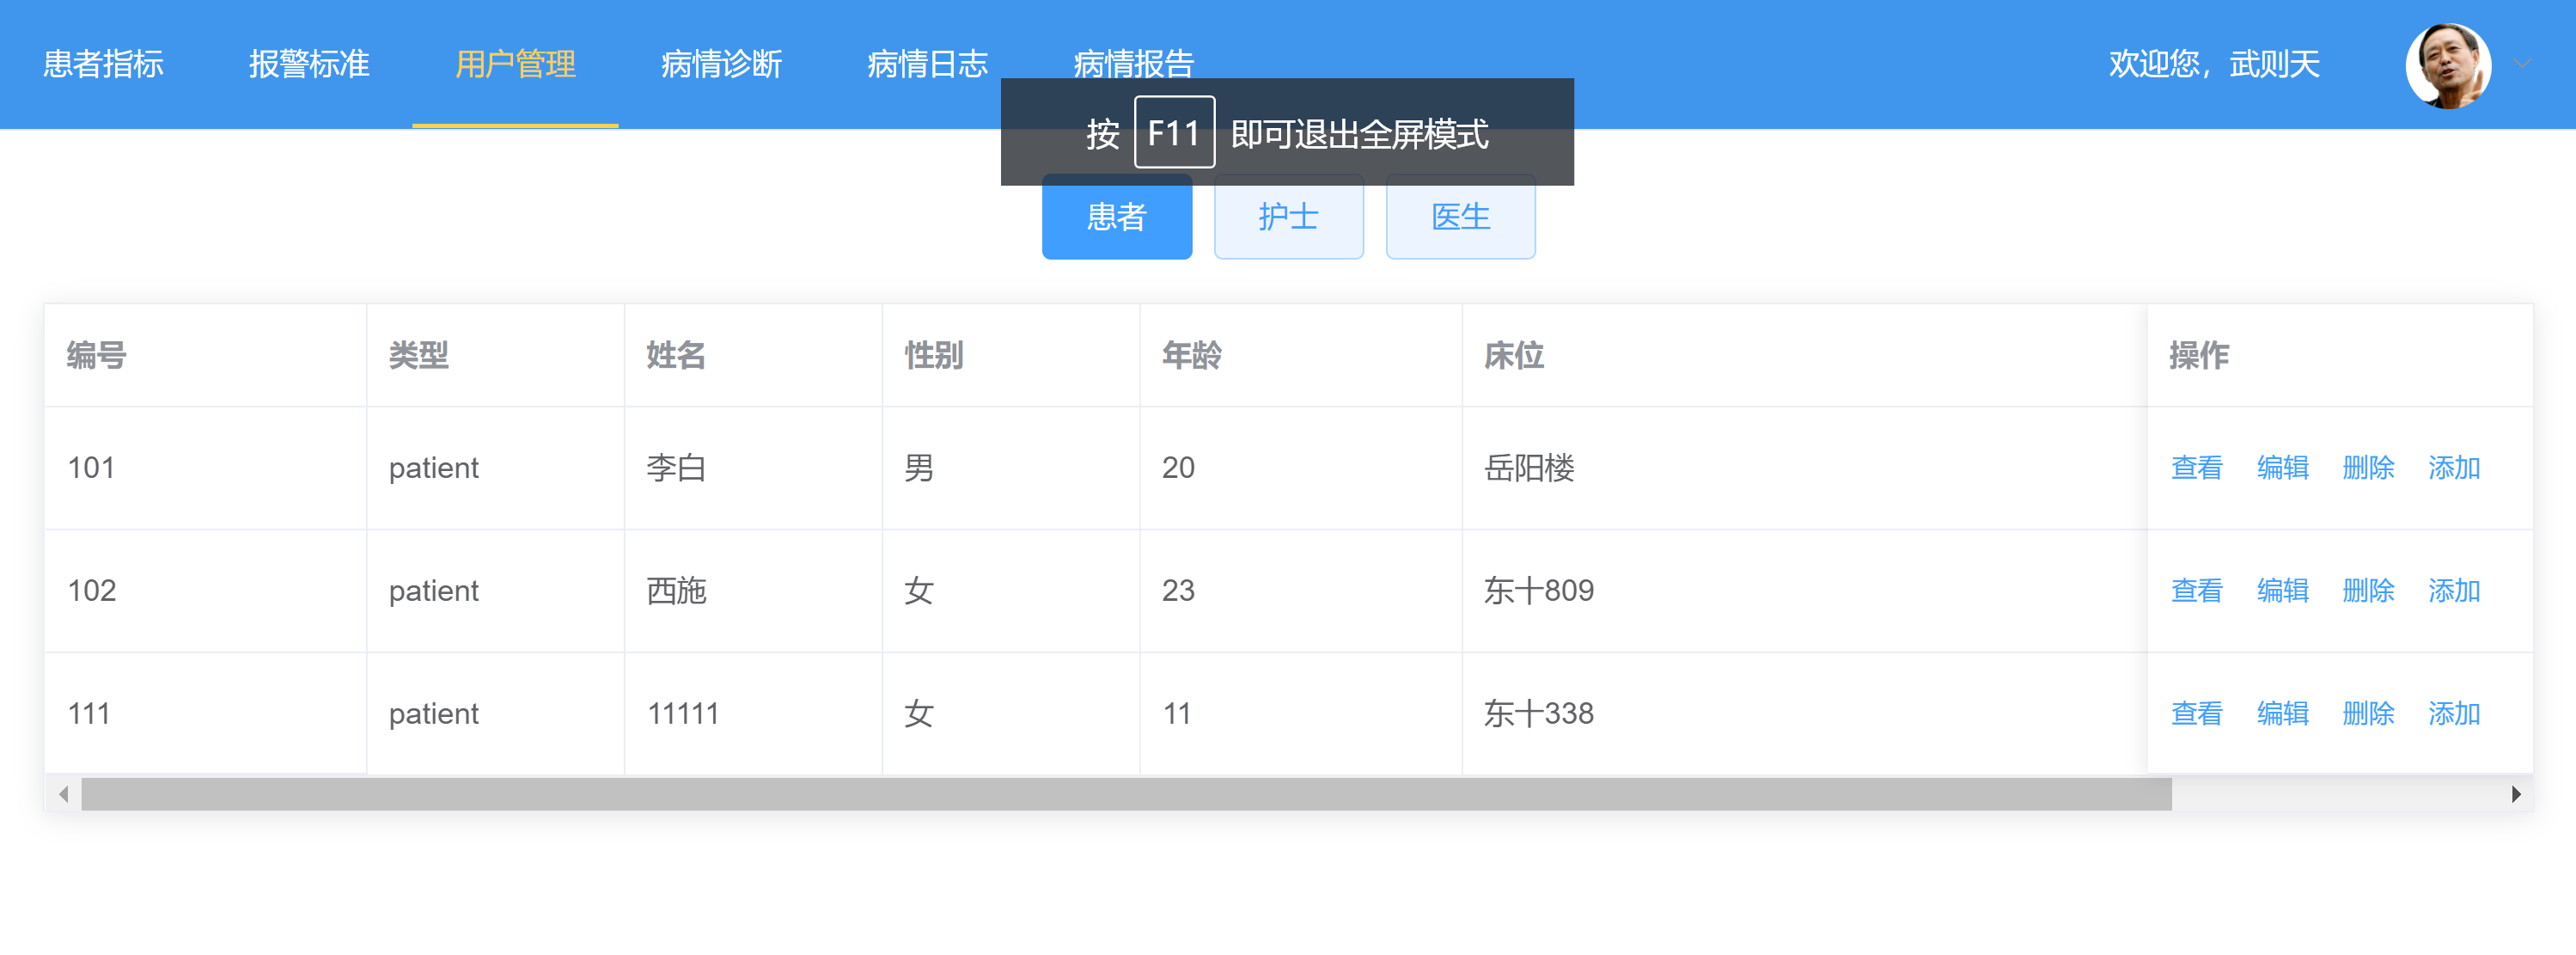 患者指标 报警标准 用户管理 病情诊断 病情日志 病情报告 欢迎您，武则天
按 F11 即可退出全屏模式
患者 护士 医生
编号 类型 姓名 性别 年龄 床位 操作
101 patient 李白 男 20 岳阳楼 查看 编辑 删除 添加
102 patient 西施 女 23 东十809 查看 编辑 删除 添加
111 patient 11111 女 11 东十338 查看 编辑 删除 添加